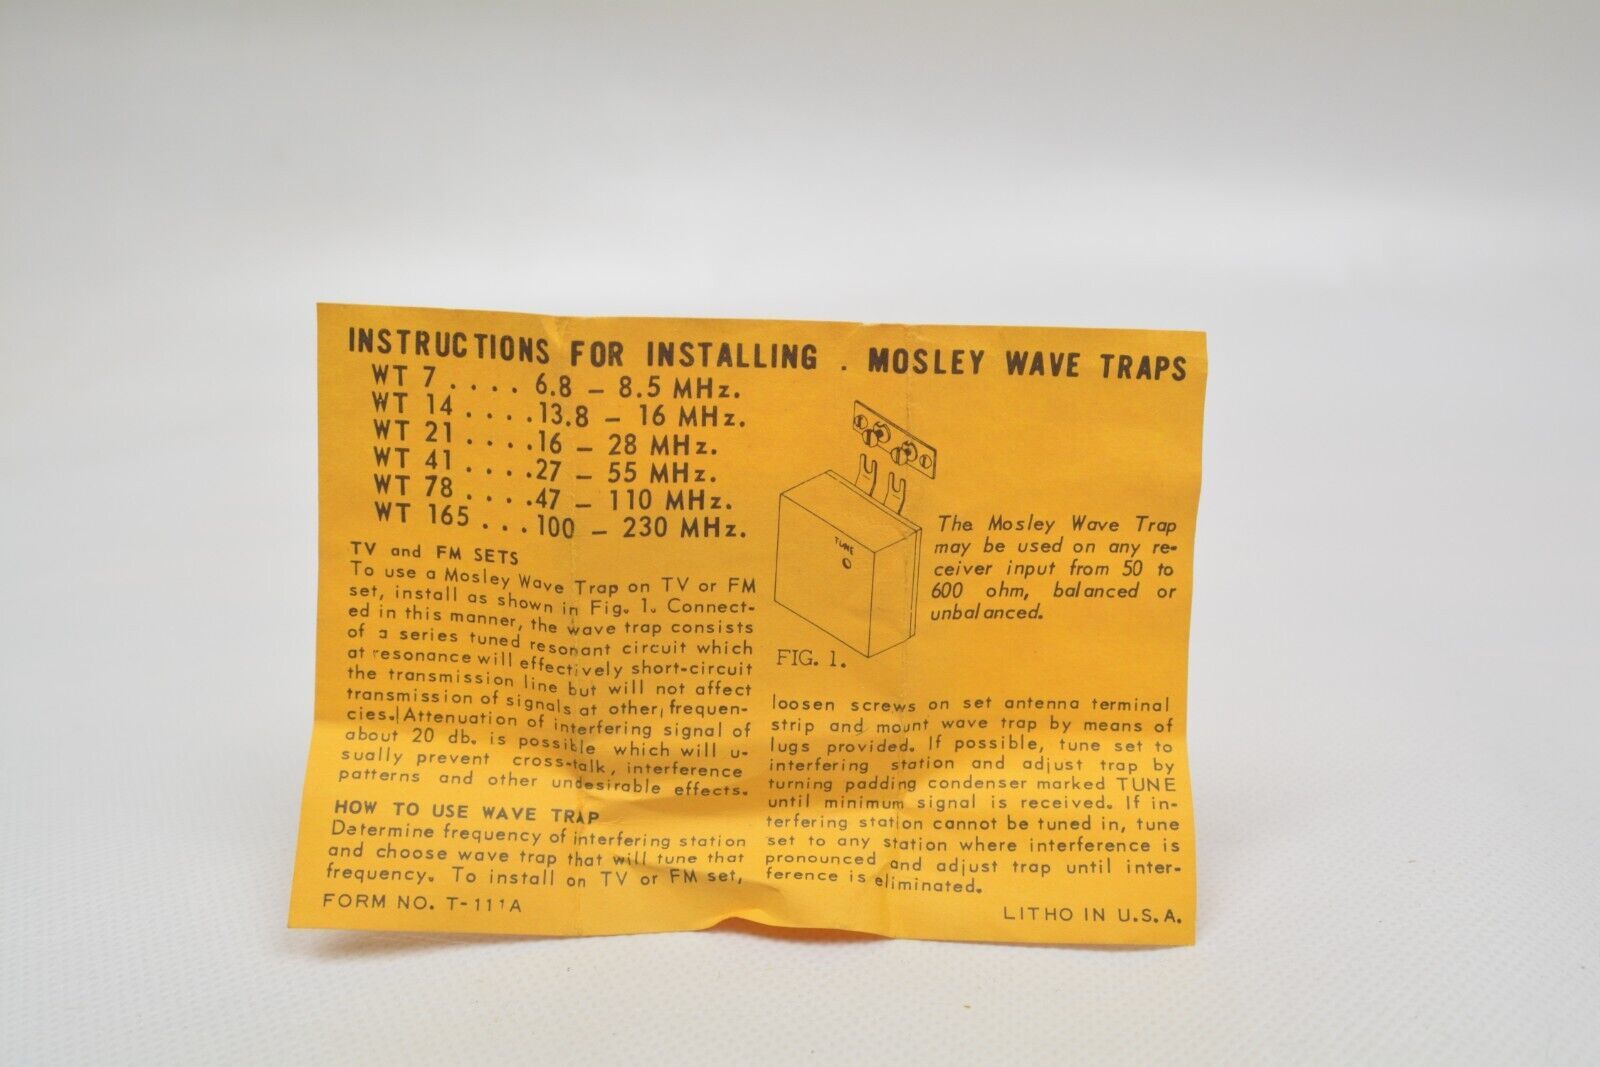 INSTRUCTIONS FOR INSTALLING . MOSLEY WAVE TRAPS
WT 7 . . . . 6.8 – 8.5 MHz.
WT 14 . . . . 13.8 – 16 MHz.
WT 21 . . . . 16 – 28 MHz.
WT 41 . . . . 27 – 55 MHz.
WT 78 . . . . 47 – 110 MHz.
WT 165 . . . 100 – 230 MHz.
TV and FM SETS
To use a Mosley Wave Trap on TV or FM
set, install as shown in Fig. 1. Connect-
ed in this manner, the wave trap consists
of a series tuned resonant circuit which
at resonance will effectively short-circuit
the transmission line but will not affect
transmission of signals at other frequen-
cies. Attenuation of interfering signal of
about 20 db. is possible which will u-
sually prevent cross-talk, interference
patterns and other undesirable effects.
HOW TO USE WAVE TRAP
Determine frequency of interfering station
and choose wave trap that will tune that
frequency. To install on TV or FM set,
FORM NO. T-111A
TUNE
The Mosley Wave Trap
may be used on any re-
ceiver input from 50 to
600 ohm, balanced or
unbalanced.
FIG. 1.
loosen screws on set antenna terminal
strip and mount wave trap by means of
lugs provided. If possible, tune set to
interfering station and adjust trap by
turning padding condenser marked TUNE
until minimum signal is received. If in-
terfering station cannot be tuned in, tune
set to any station where interference is
pronounced and adjust trap until inter-
ference is eliminated.
LITHO IN U.S.A.